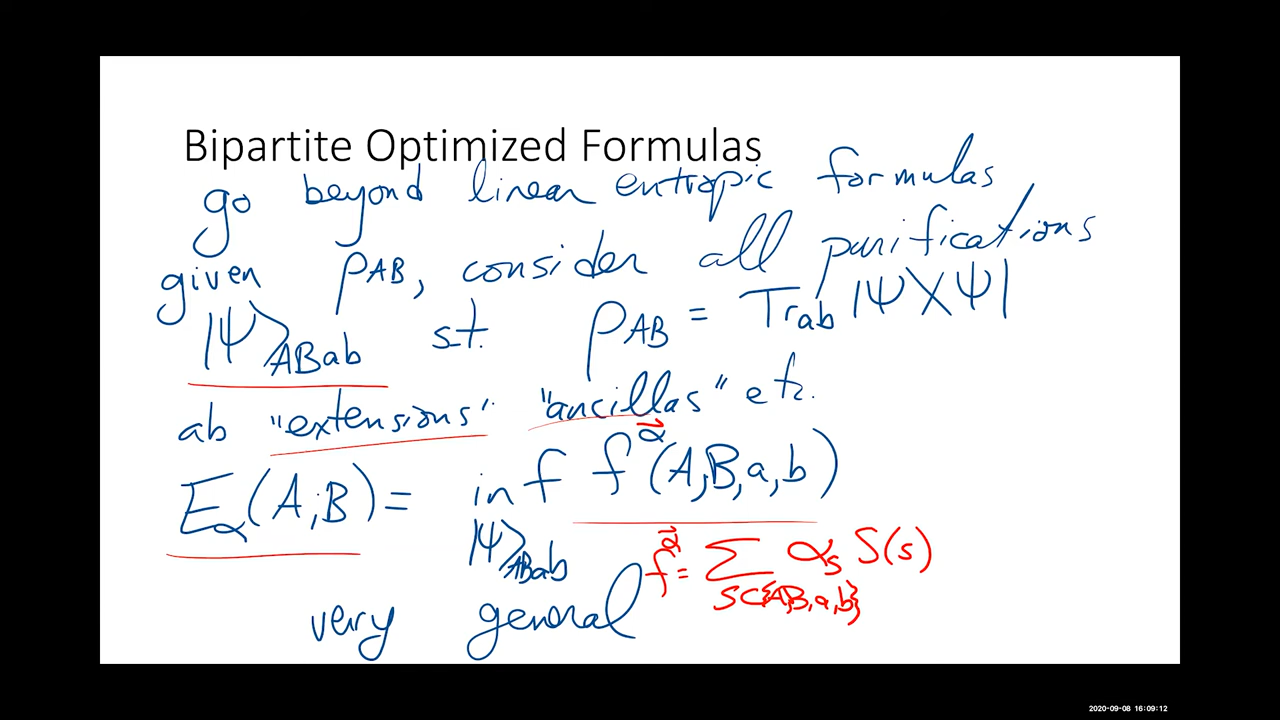 Bipartite Optimized Formulas
go beyond linear entropic formulas,
given ρAB, consider all purifications
|ψ⟩ABab s.t. ρAB = Trab |ψ⟩⟨ψ|
ab "extensions" "ancillas" etc.
Eα(A;B) = inf f^α⃗(A,B,a,b)
|ψ⟩ABab
f^α⃗ = Σ αs S(s)
S⊂{A,B,a,b}
very general
2020-09-08 16:09:12